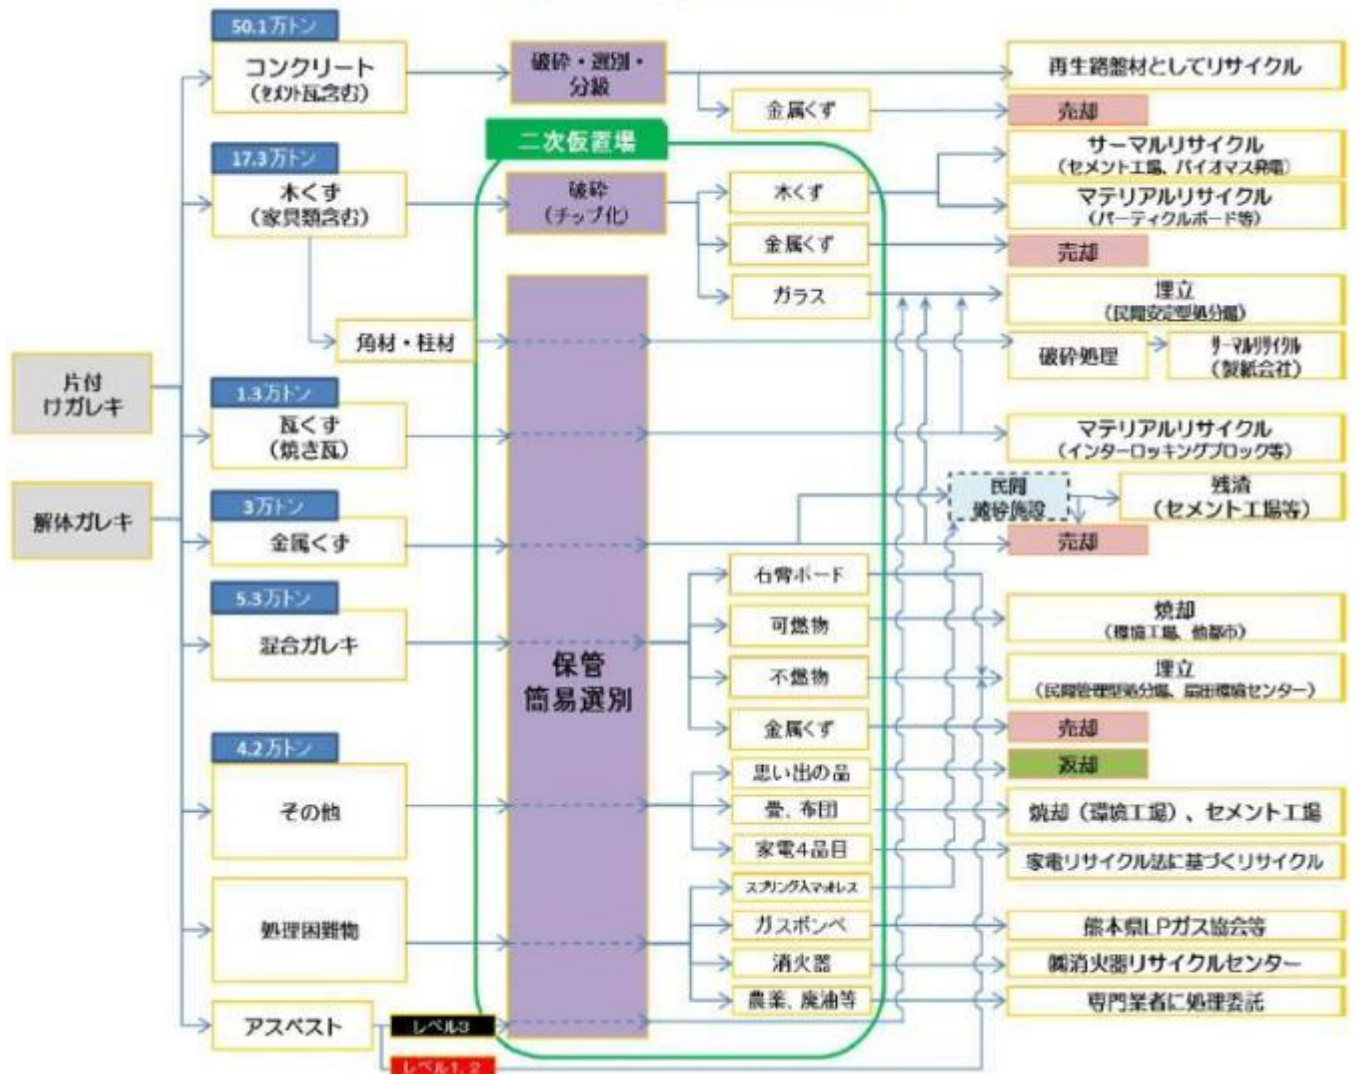 50.1万トン
コンクリート
(セメント瓦含む)
破砕・選別・
分級
再生路盤材としてリサイクル
金属くず
売却
二次仮置場
17.3万トン
木くず
(家具類含む)
破砕
(チップ化)
木くず
サーマルリサイクル
(セメント工場、バイオマス発電)
マテリアルリサイクル
(パーティクルボード等)
金属くず
売却
ガラス
埋立
(民間安定型処分場)
角材・柱材
破砕処理
サーマルリサイクル
(製紙会社)
片付
けガレキ
解体ガレキ
1.3万トン
瓦くず
(焼き瓦)
マテリアルリサイクル
(インターロッキングブロック等)
民間
破砕施設
残渣
(セメント工場等)
3万トン
金属くず
売却
5.3万トン
混合ガレキ
保管
簡易選別
石膏ボード
可燃物
焼却
(環境工場、他都市)
不燃物
埋立
(民間管理型処分場、扇田環境センター)
金属くず
売却
4.2万トン
その他
思い出の品
返却
畳、布団
焼却(環境工場)、セメント工場
家電4品目
家電リサイクル法に基づくリサイクル
処理困難物
スプリング入マットレス
ガスボンベ
熊本県LPガス協会等
消火器
㈱消火器リサイクルセンター
農薬、廃油等
専門業者に処理委託
アスベスト
レベル3
レベル1, 2